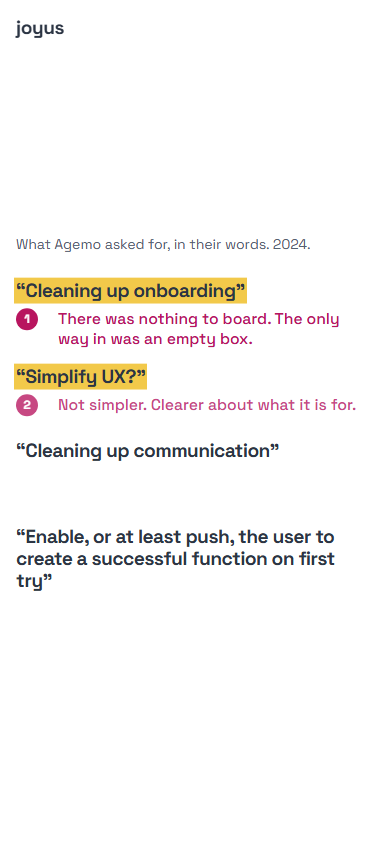 joyus
What Agemo asked for, in their words. 2024.
“Cleaning up onboarding”
1 There was nothing to board. The only
way in was an empty box.
“Simplify UX?”
2 Not simpler. Clearer about what it is for.
“Cleaning up communication”
“Enable, or at least push, the user to
create a successful function on first
try”